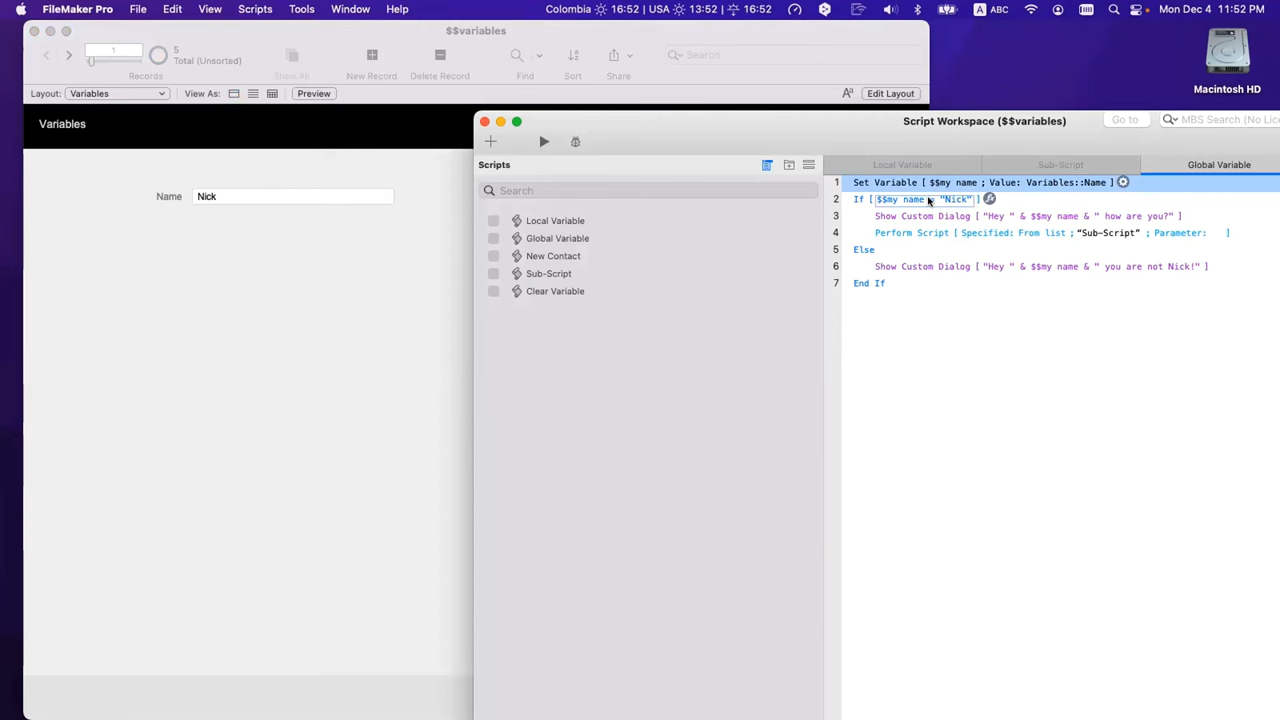 FileMaker Pro File Edit View Scripts Tools Window Help Colombia 16:52 | USA 13:52 | 16:52 ABC Mon Dec 4 11:52 PM
$$variables
1 5 Total (Unsorted) Search
Records Show All New Record Delete Record Find Sort Share
Layout: Variables View As: Preview Aa Edit Layout
Macintosh HD
Variables
Name Nick
Script Workspace ($$variables) Go to MBS Search (No Lice
Scripts
Search
Local Variable
Global Variable
New Contact
Sub-Script
Clear Variable
Local Variable Sub-Script Global Variable
1 Set Variable [ $$my name ; Value: Variables::Name ]
2 If [ $$my name = "Nick" ]
3 Show Custom Dialog [ "Hey " & $$my name & " how are you?" ]
4 Perform Script [ Specified: From list ; “Sub-Script” ; Parameter: ]
5 Else
6 Show Custom Dialog [ "Hey " & $$my name & " you are not Nick!" ]
7 End If